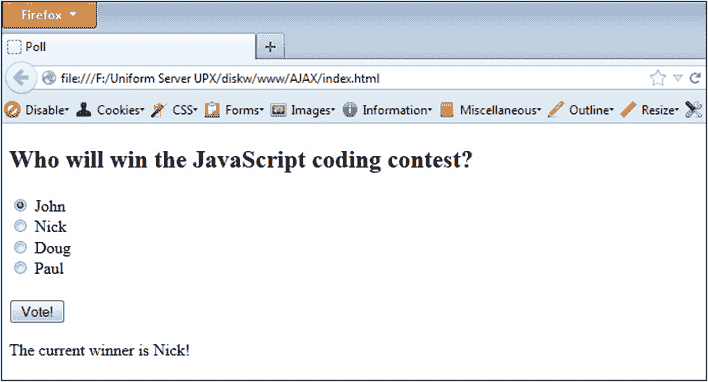 Firefox
Poll
file:///F:/Uniform Server UPX/diskw/www/AJAX/index.html
Disable Cookies CSS Forms Images Information Miscellaneous Outline Resize
Who will win the JavaScript coding contest?
John
Nick
Doug
Paul
Vote!
The current winner is Nick!